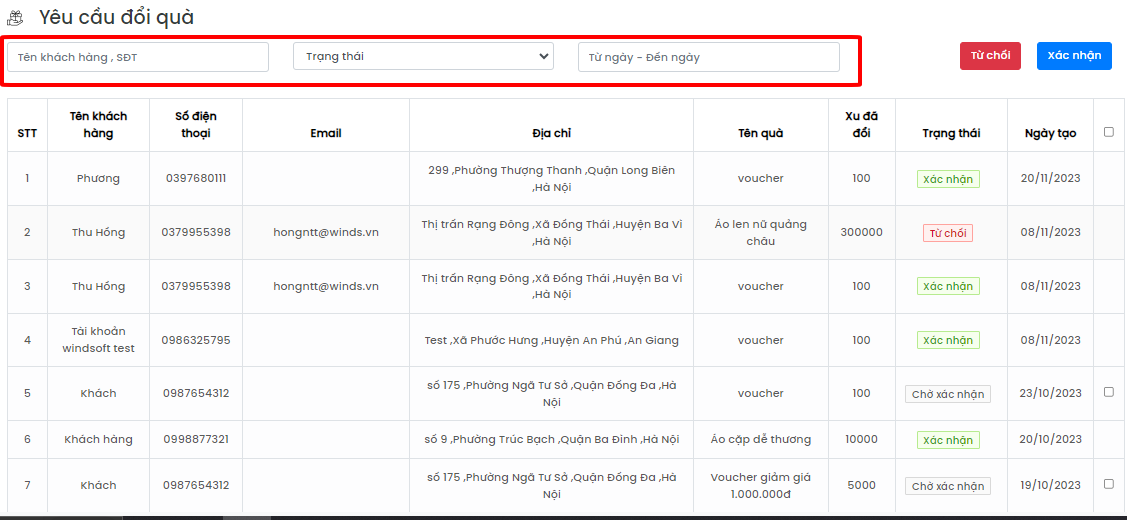 Yêu cầu đổi quà
Tên khách hàng , SĐT
Trạng thái
Từ ngày - Đến ngày
Từ chối
Xác nhận
STT
Tên khách
hàng
Số điện
thoại
Email
Địa chỉ
Tên quà
Xu đã
đổi
Trạng thái
Ngày tạo
1
Phương
0397680111
299 ,Phường Thượng Thanh ,Quận Long Biên
,Hà Nội
voucher
100
Xác nhận
20/11/2023
2
Thu Hồng
0379955398
hongntt@winds.vn
Thị trấn Rạng Đông ,Xã Đồng Thái ,Huyện Ba Vì
,Hà Nội
Áo len nữ quảng
châu
300000
Từ chối
08/11/2023
3
Thu Hồng
0379955398
hongntt@winds.vn
Thị trấn Rạng Đông ,Xã Đồng Thái ,Huyện Ba Vì
,Hà Nội
voucher
100
Xác nhận
08/11/2023
4
Tài khoản
windsoft test
0986325795
Test ,Xã Phước Hưng ,Huyện An Phú ,An Giang
voucher
100
Xác nhận
08/11/2023
5
Khách
0987654312
số 175 ,Phường Ngã Tư Sở ,Quận Đống Đa ,Hà
Nội
voucher
100
Chờ xác nhận
23/10/2023
6
Khách hàng
0998877321
số 9 ,Phường Trúc Bạch ,Quận Ba Đình ,Hà Nội
Áo cặp dễ thương
10000
Xác nhận
20/10/2023
7
Khách
0987654312
số 175 ,Phường Ngã Tư Sở ,Quận Đống Đa ,Hà
Nội
Voucher giảm giá
1.000.000đ
5000
Chờ xác nhận
19/10/2023